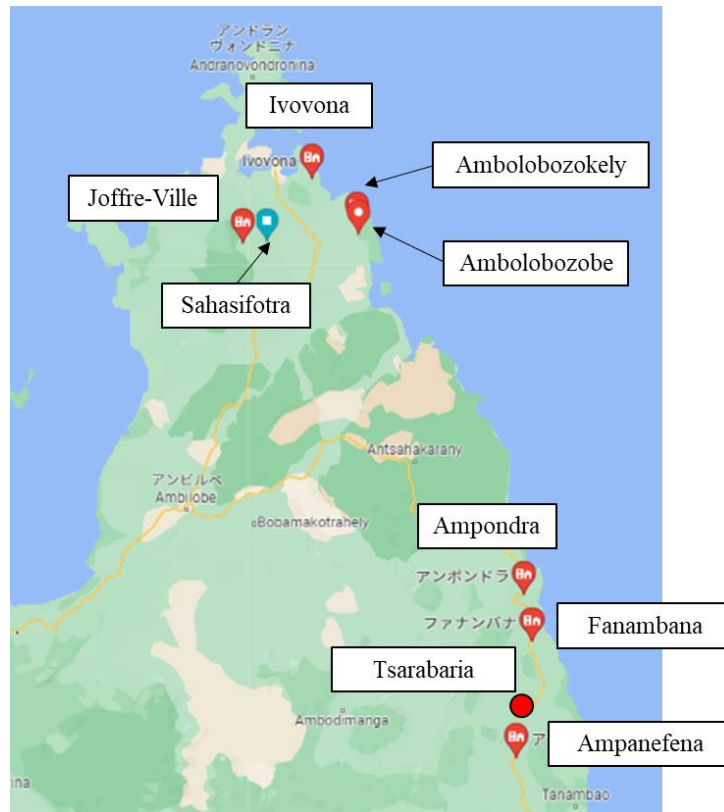 アンドラン
ヴォンドニナ
Andranovondronina
Ivovona
Ivovona
Ambolobozokely
Joffre-Ville
Ambolobozobe
Sahasifotra
Antsahakarany
アンビルベ
Ambilobe
Bobamakotrahely
Ampondra
アンポンドラ
ファナンバナ
Fanambana
Tsarabaria
Ambodimanga
ア
Ampanefena
na
Tanambao